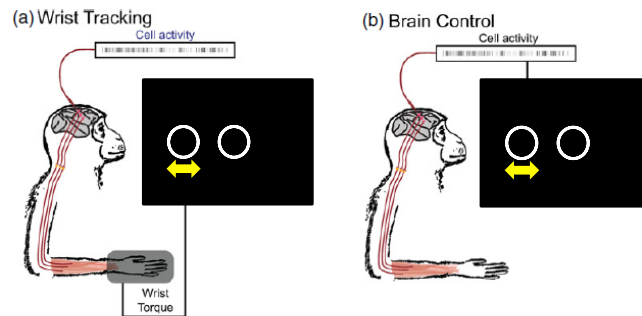 (a) Wrist Tracking
Cell activity
Wrist
Torque
(b) Brain Control
Cell activity